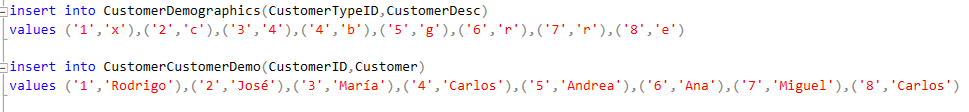 insert into CustomerDemographics(CustomerTypeID,CustomerDesc)
values ('1','x'),('2','c'),('3','4'),('4','b'),('5','g'),('6','r'),('7','r'),('8','e')
insert into CustomerCustomerDemo(CustomerID,Customer)
values ('1','Rodrigo'),('2','José'),('3','María'),('4','Carlos'),('5','Andrea'),('6','Ana'),('7','Miguel'),('8','Carlos')